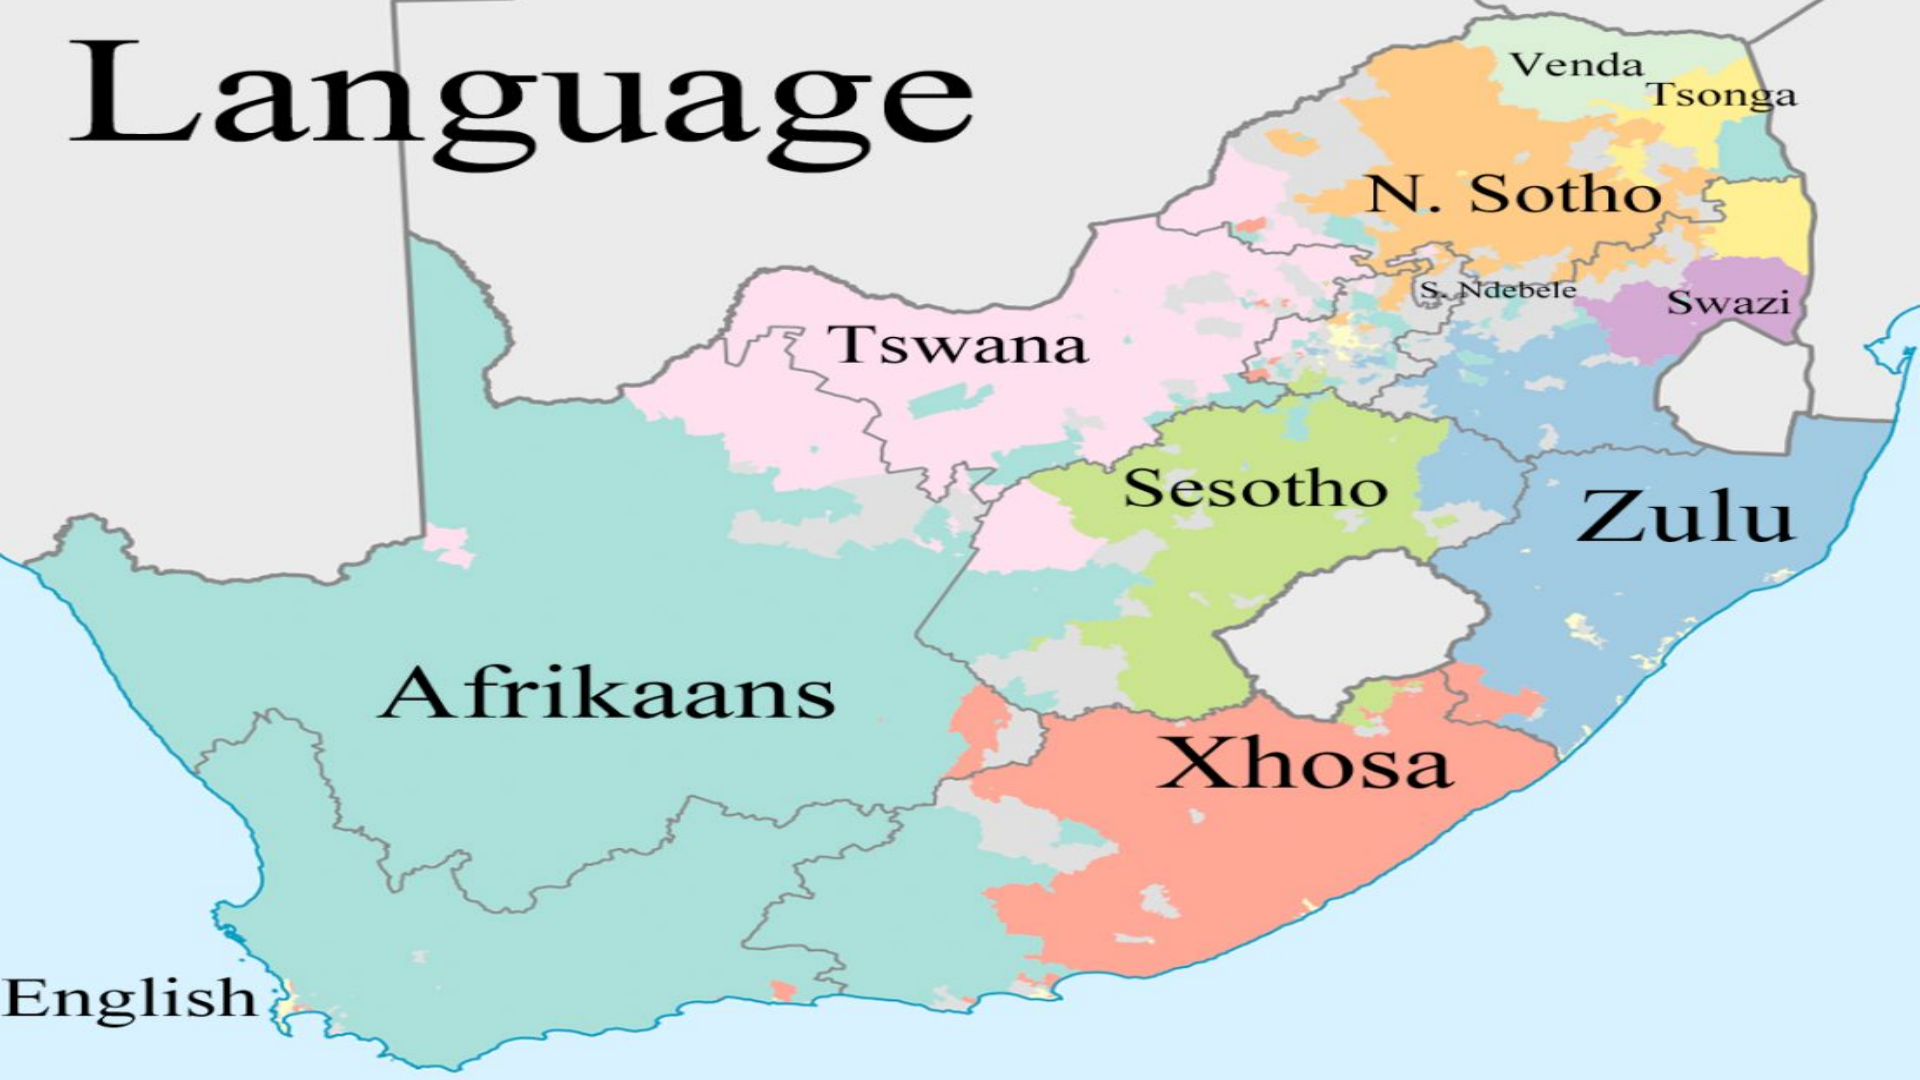 Language
Venda
Tsonga
N. Sotho
S. Ndebele
Swazi
Tswana
Sesotho
Zulu
Afrikaans
Xhosa
English